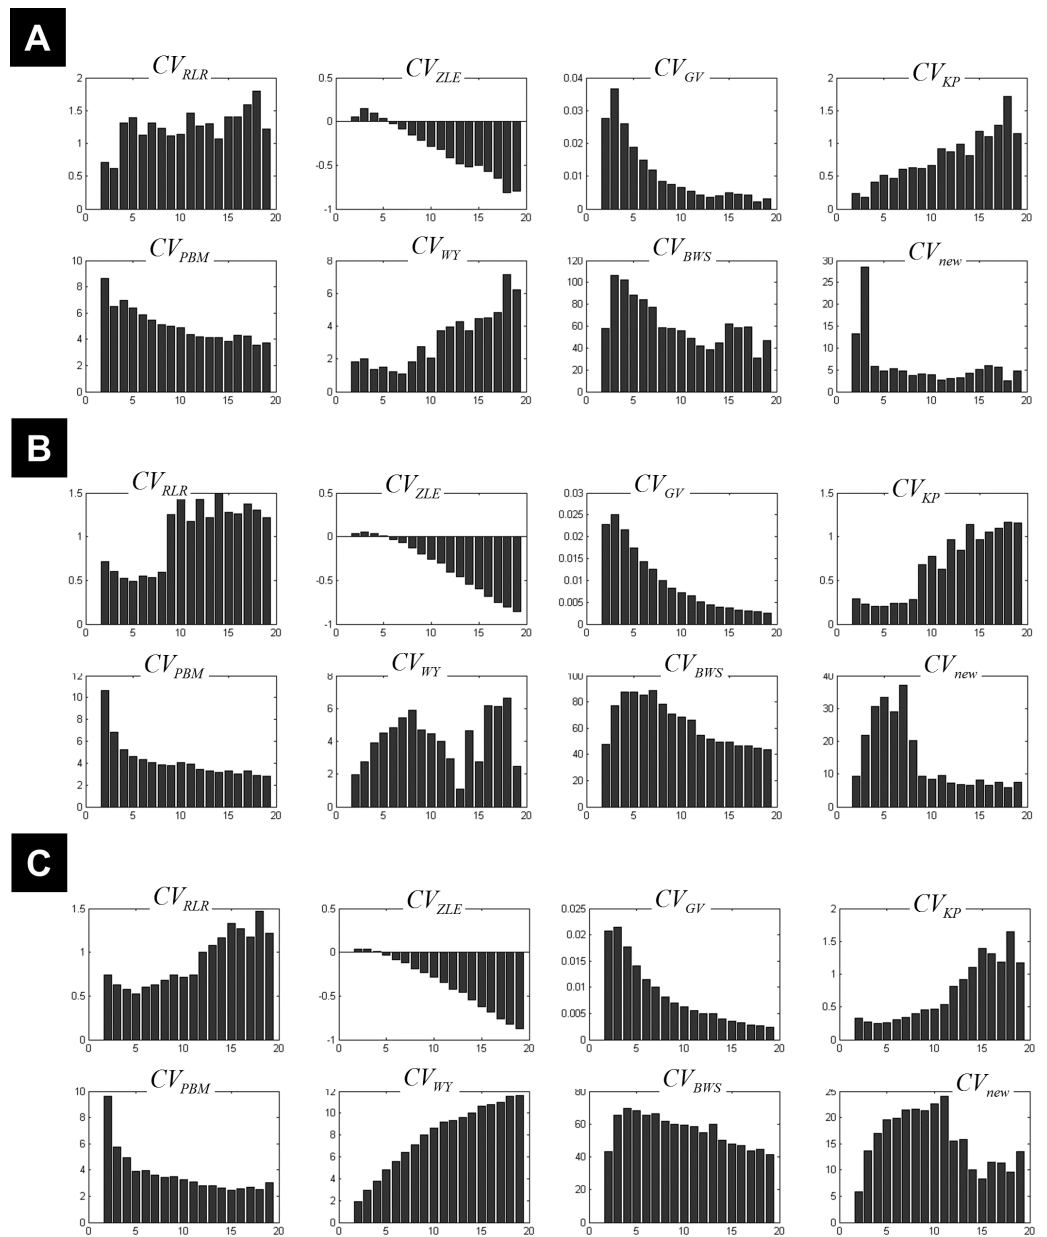 A
CV_RLR CV_ZLE CV_GV CV_KP
2 1.5 1 0.5 0 0 5 10 15 20
0.5 0 -0.5 -1 0 5 10 15 20
0.04 0.03 0.02 0.01 0 0 5 10 15 20
2 1.5 1 0.5 0 0 5 10 15 20
CV_PBM CV_WY CV_BWS CV_new
10 8 6 4 2 0 0 5 10 15 20
8 6 4 2 0 0 5 10 15 20
120 100 80 60 40 20 0 0 5 10 15 20
30 25 20 15 10 5 0 0 5 10 15 20
B
CV_RLR CV_ZLE CV_GV CV_KP
1.5 1 0.5 0 0 5 10 15 20
0.5 0 -0.5 -1 0 5 10 15 20
0.03 0.025 0.02 0.015 0.01 0.005 0 0 5 10 15 20
1.5 1 0.5 0 0 5 10 15 20
CV_PBM CV_WY CV_BWS CV_new
12 10 8 6 4 2 0 0 5 10 15 20
8 6 4 2 0 0 5 10 15 20
100 80 60 40 20 0 0 5 10 15 20
40 30 20 10 0 0 5 10 15 20
C
CV_RLR CV_ZLE CV_GV CV_KP
1.5 1 0.5 0 0 5 10 15 20
0.5 0 -0.5 -1 0 5 10 15 20
0.025 0.02 0.015 0.01 0.005 0 0 5 10 15 20
2 1.5 1 0.5 0 0 5 10 15 20
CV_PBM CV_WY CV_BWS CV_new
10 8 6 4 2 0 0 5 10 15 20
12 10 8 6 4 2 0 0 5 10 15 20
80 60 40 20 0 0 5 10 15 20
25 20 15 10 5 0 0 5 10 15 20